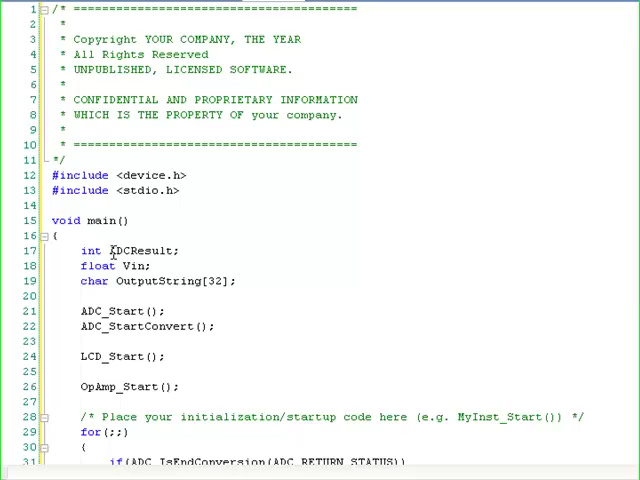 1 /* ========================================
2 *
3 * Copyright YOUR COMPANY, THE YEAR
4 * All Rights Reserved
5 * UNPUBLISHED, LICENSED SOFTWARE.
6 *
7 * CONFIDENTIAL AND PROPRIETARY INFORMATION
8 * WHICH IS THE PROPERTY OF your company.
9 *
10 * ========================================
11 */
12 #include <device.h>
13 #include <stdio.h>
14
15 void main()
16 {
17 int ADCResult;
18 float Vin;
19 char OutputString[32];
20
21 ADC_Start();
22 ADC_StartConvert();
23
24 LCD_Start();
25
26 OpAmp_Start();
27
28 /* Place your initialization/startup code here (e.g. MyInst_Start()) */
29 for(;;)
30 {
31 if(ADC_IsEndConversion(ADC_RETURN_STATUS))